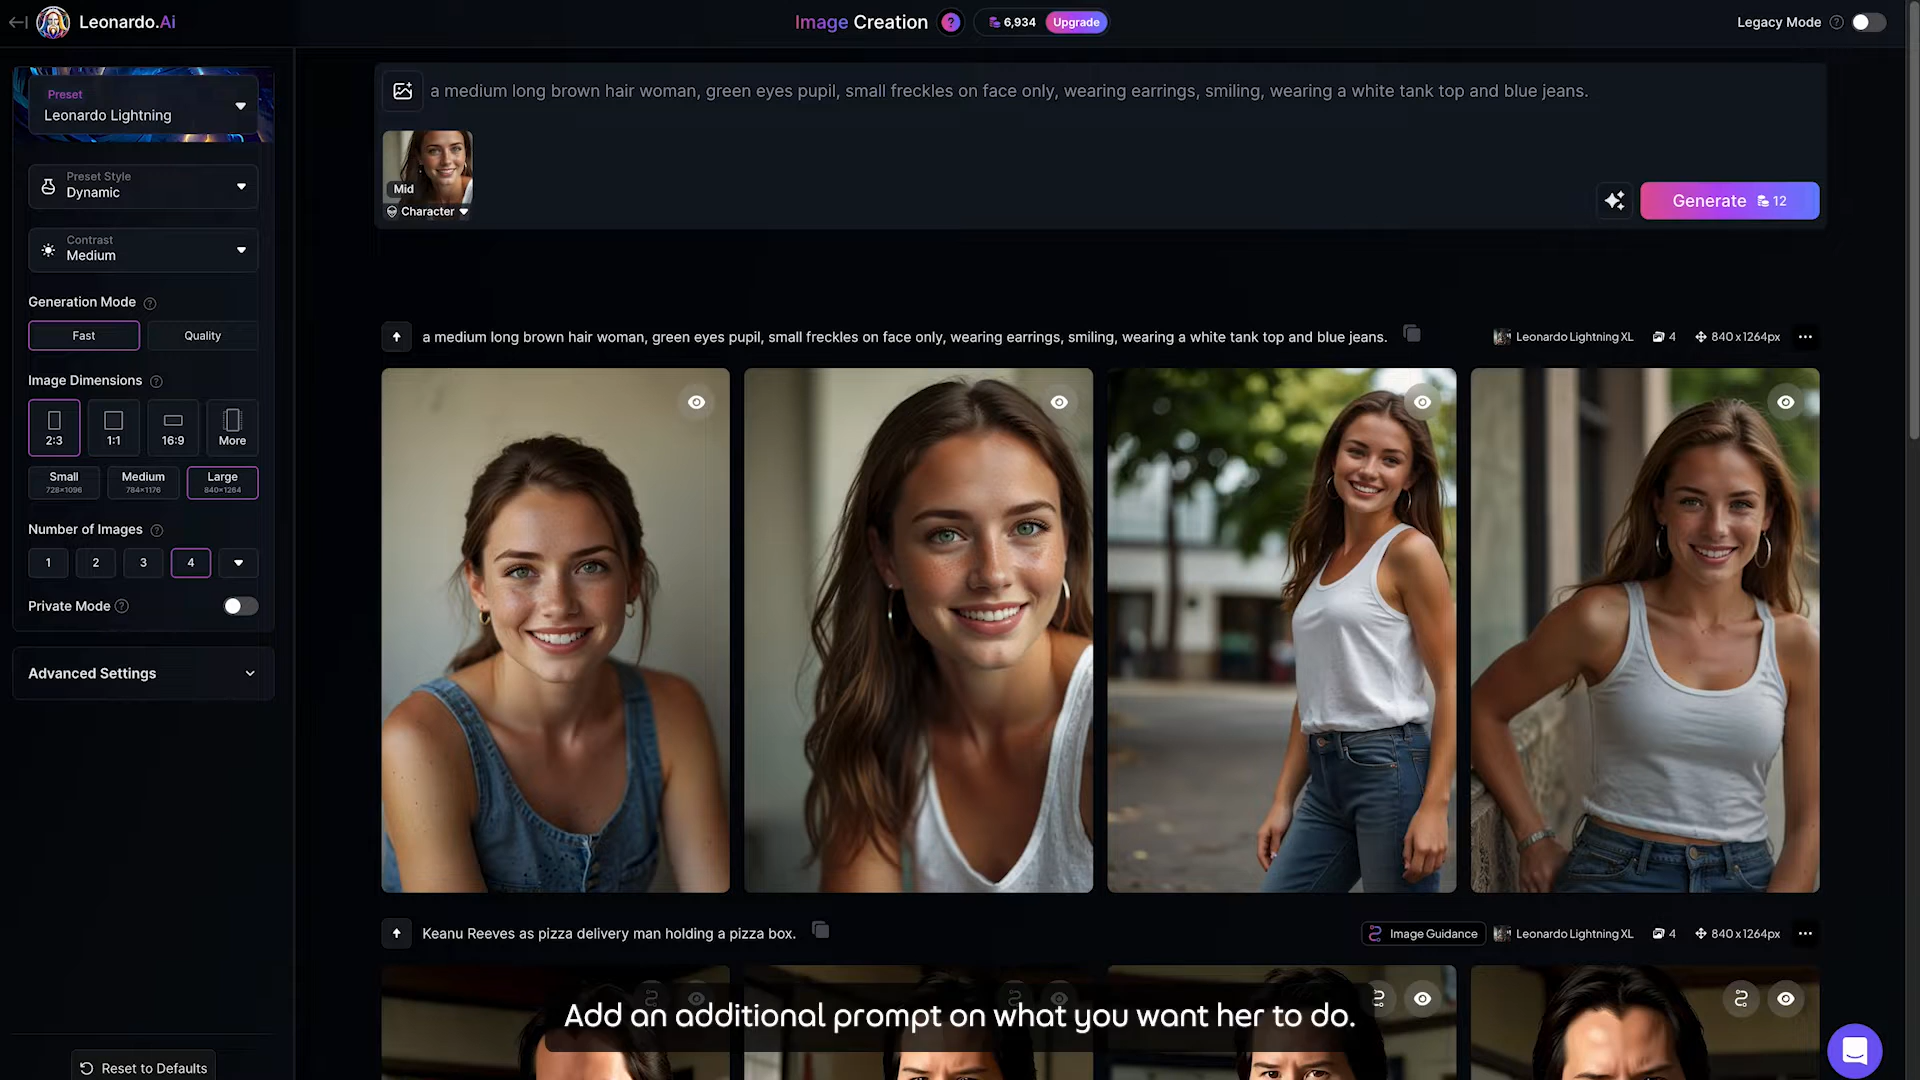 Leonardo.Ai
Image Creation
?
6,934
Upgrade
Legacy Mode ?
Preset
Leonardo Lightning
a medium long brown hair woman, green eyes pupil, small freckles on face only, wearing earrings, smiling, wearing a white tank top and blue jeans.
Mid
Character
Generate 12
Preset Style
Dynamic
Contrast
Medium
Generation Mode ?
Fast
Quality
Image Dimensions ?
2:3
1:1
16:9
More
Small
728×1096
Medium
784×1176
Large
840×1264
Number of Images ?
1
2
3
4
Private Mode ?
Advanced Settings
Reset to Defaults
a medium long brown hair woman, green eyes pupil, small freckles on face only, wearing earrings, smiling, wearing a white tank top and blue jeans.
Leonardo Lightning XL
4
840 x 1264px
Keanu Reeves as pizza delivery man holding a pizza box.
Image Guidance
Leonardo Lightning XL
4
840 x 1264px
Add an additional prompt on what you want her to do.